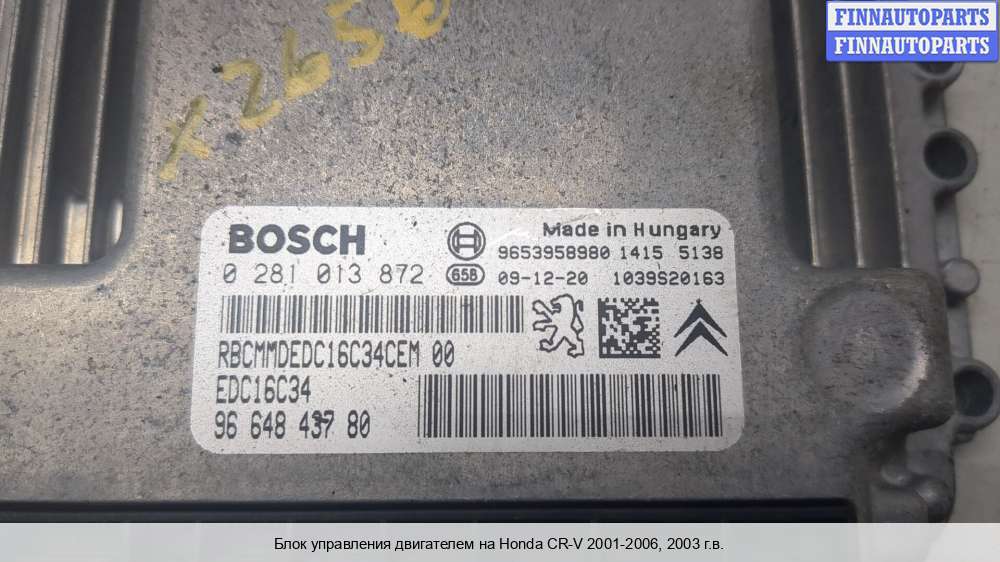 FINNAUTOPARTS
FINNAUTOPARTS
BOSCH
Made in Hungary
9653958980 1415 5138
0 281 013 872
65B
09-12-20 1039S20163
RBCMMDEDC16C34CEM 00
EDC16C34
96 648 437 80
Блок управления двигателем на Honda CR-V 2001-2006, 2003 г.в.